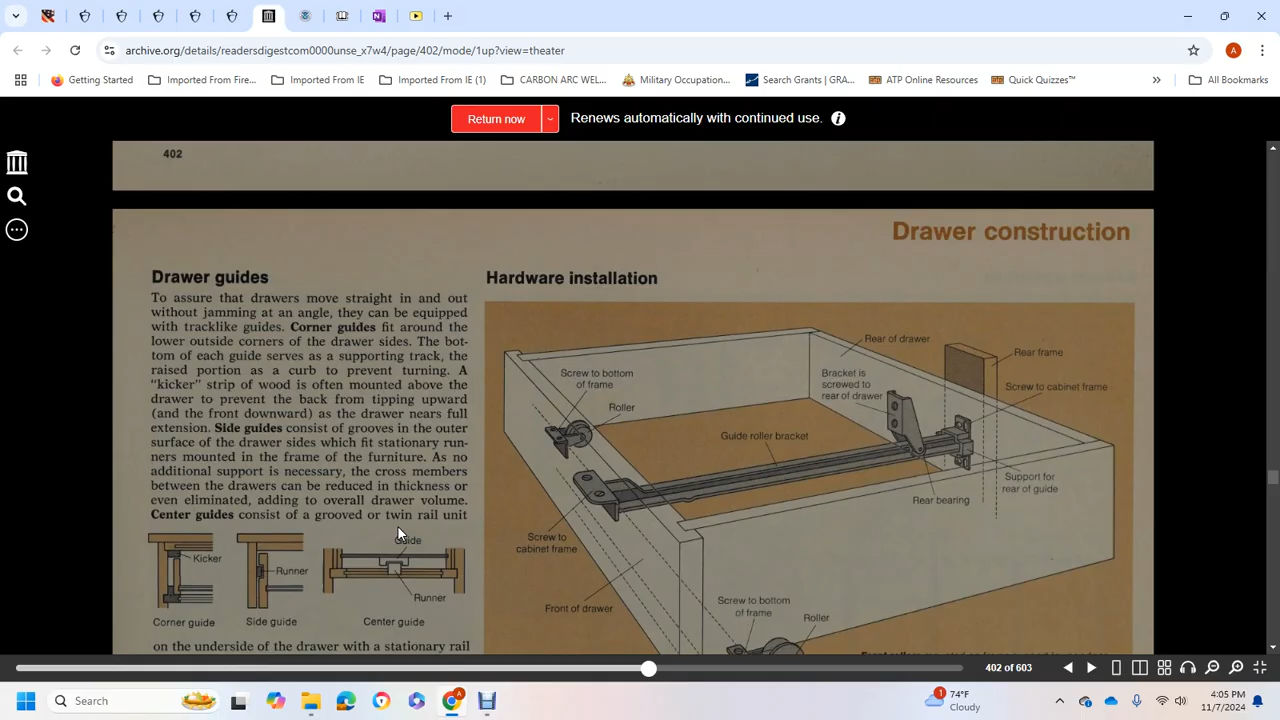 archive.org/details/readersdigestcom0000unse_x7w4/page/402/mode/1up?view=theater
A
Getting Started
Imported From Fire...
Imported From IE
Imported From IE (1)
CARBON ARC WEL...
Military Occupation...
Search Grants | GRA...
ATP Online Resources
Quick Quizzes™
»
All Bookmarks
Return now
Renews automatically with continued use.
402
Drawer construction
Drawer guides
To assure that drawers move straight in and out
without jamming at an angle, they can be equipped
with tracklike guides. Corner guides fit around the
lower outside corners of the drawer sides. The bot-
tom of each guide serves as a supporting track, the
raised portion as a curb to prevent turning. A
"kicker" strip of wood is often mounted above the
drawer to prevent the back from tipping upward
(and the front downward) as the drawer nears full
extension. Side guides consist of grooves in the outer
surface of the drawer sides which fit stationary run-
ners mounted in the frame of the furniture. As no
additional support is necessary, the cross members
between the drawers can be reduced in thickness or
even eliminated, adding to overall drawer volume.
Center guides consist of a grooved or twin rail unit
Kicker
Corner guide
Runner
Side guide
Guide
Runner
Center guide
on the underside of the drawer with a stationary rail
Hardware installation
Screw to bottom
of frame
Roller
Rear of drawer
Bracket is
screwed to
rear of drawer
Rear frame
Screw to cabinet frame
Guide roller bracket
Support for
rear of guide
Rear bearing
Screw to
cabinet frame
Front of drawer
Screw to bottom
of frame
Roller
402 of 603
Search
74°F
Cloudy
4:05 PM
11/7/2024